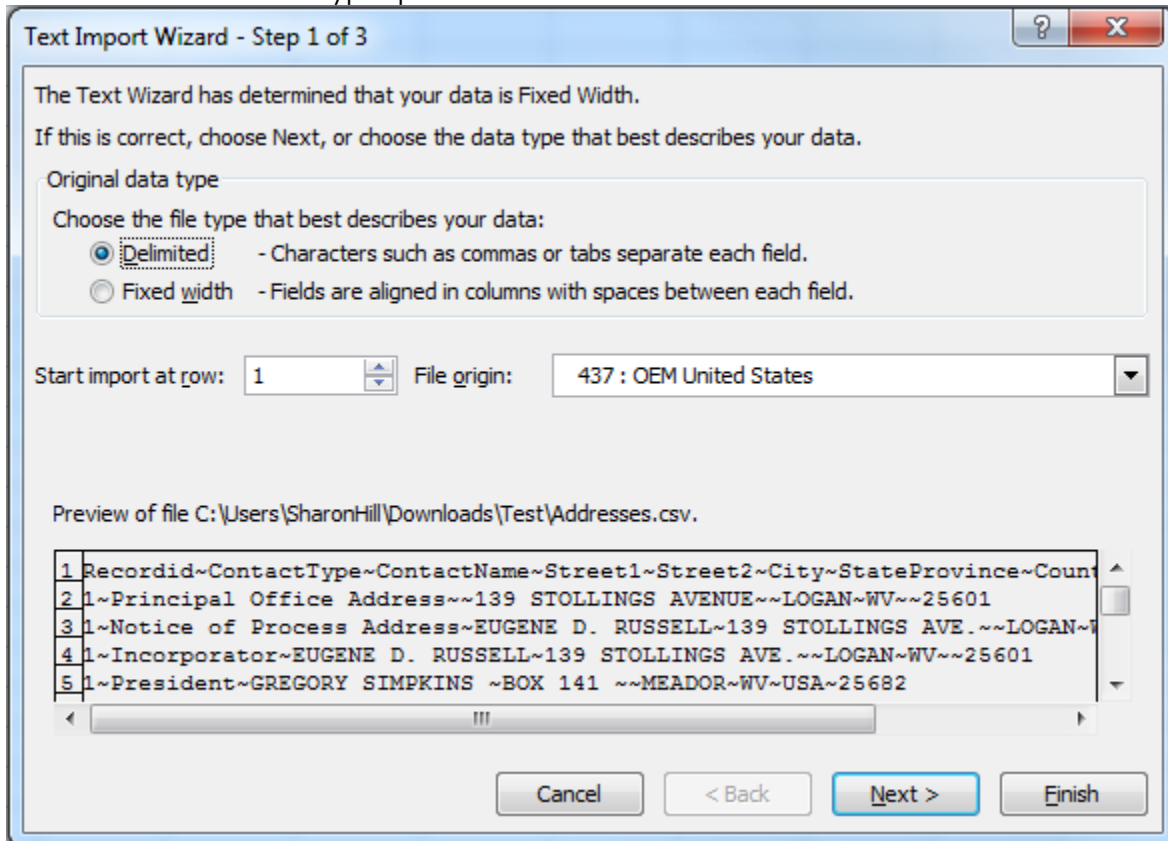 Text Import Wizard - Step 1 of 3
The Text Wizard has determined that your data is Fixed Width.
If this is correct, choose Next, or choose the data type that best describes your data.
Original data type
Choose the file type that best describes your data:
Delimited - Characters such as commas or tabs separate each field.
Fixed width - Fields are aligned in columns with spaces between each field.
Start import at row: 1 File origin: 437 : OEM United States
Preview of file C:\Users\SharonHill\Downloads\Test\Addresses.csv.
1 Recordid~ContactType~ContactName~Street1~Street2~City~StateProvince~Count
2 1~Principal Office Address~~139 STOLLINGS AVENUE~~LOGAN~WV~~25601
3 1~Notice of Process Address~EUGENE D. RUSSELL~139 STOLLINGS AVE.~~LOGAN~W
4 1~Incorporator~EUGENE D. RUSSELL~139 STOLLINGS AVE.~~LOGAN~WV~~25601
5 1~President~GREGORY SIMPKINS ~BOX 141 ~~MEADOR~WV~USA~25682
Cancel < Back Next > Finish